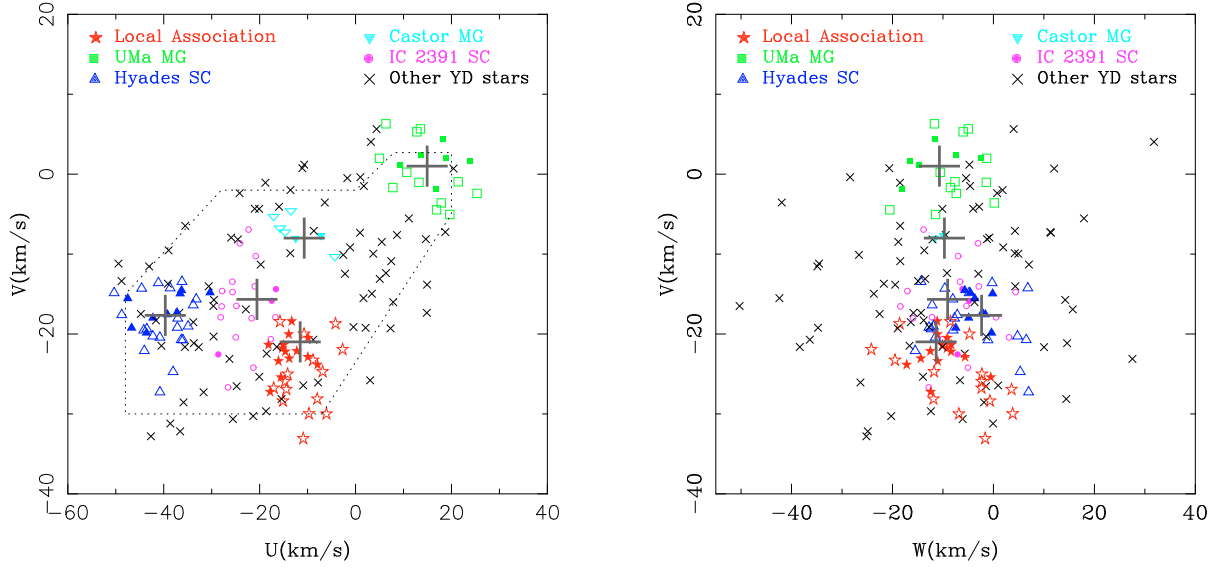 Local Association
UMa MG
Hyades SC
Castor MG
IC 2391 SC
Other YD stars
20
0
−20
−40
V(km/s)
−60
−40
−20
0
20
40
U(km/s)
Local Association
UMa MG
Hyades SC
Castor MG
IC 2391 SC
Other YD stars
20
0
−20
−40
V(km/s)
−40
−20
0
20
40
W(km/s)